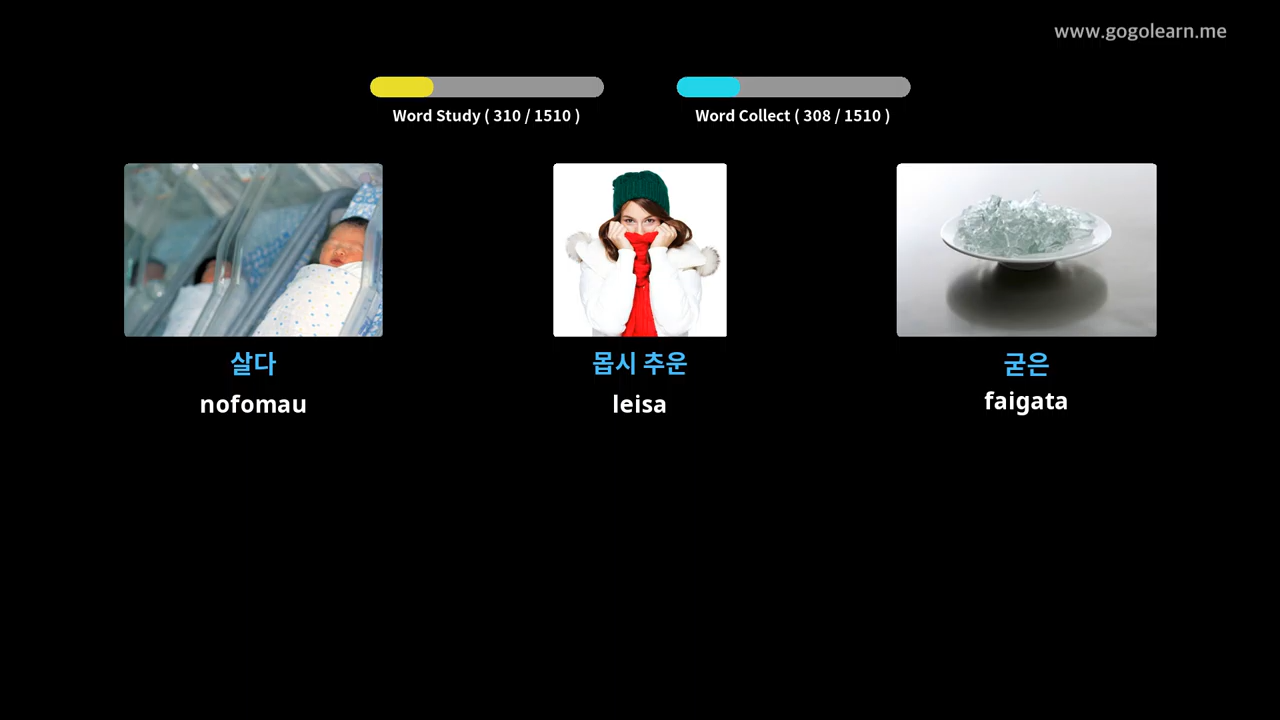 www.gogolearn.me
Word Study ( 310 / 1510 )
Word Collect ( 308 / 1510 )
살다
몹시 추운
굳은
nofomau
leisa
faigata